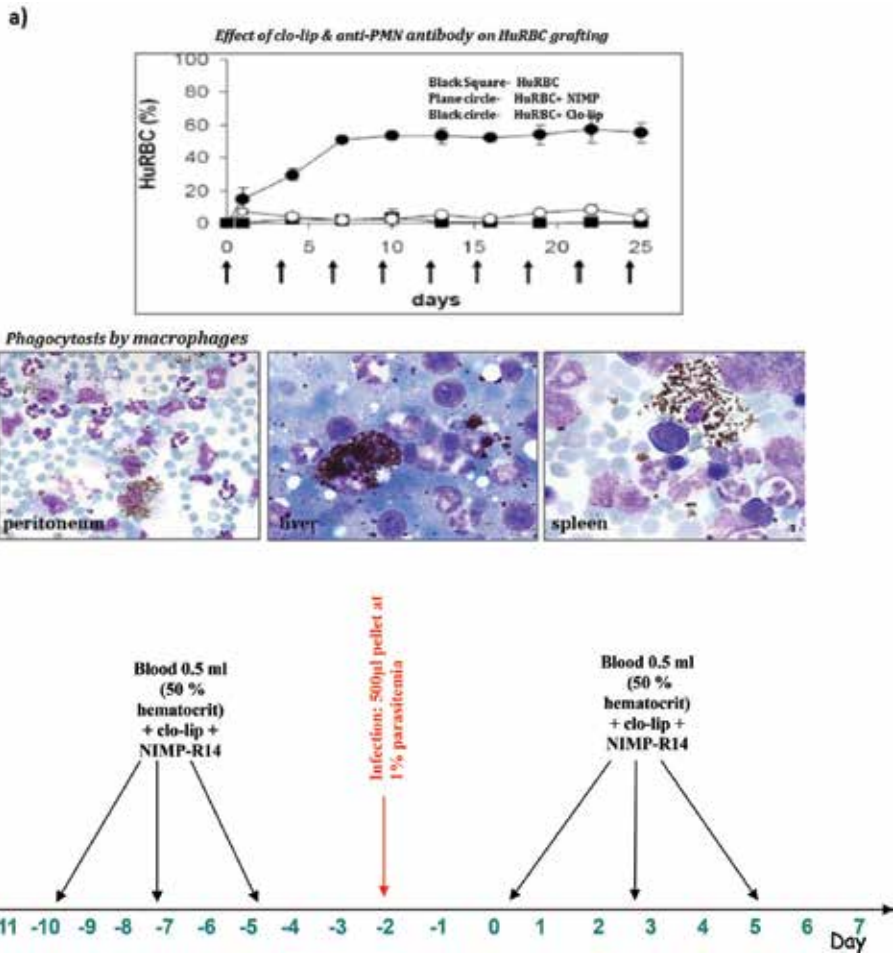 a)
Effect of clo-lip & anti-PMN antibody on HuRBC grafting
Black Square- HuRBC
Plane circle- HuRBC+ NIMP
Black circle- HuRBC+ Clo-lip
HuRBC (%)
100
80
60
40
20
0
0 5 10 15 20 25
days
Phagocytosis by macrophages
peritoneum
liver
spleen
Blood 0.5 ml
(50 %
hematocrit)
+ clo-lip +
NIMP-R14
Infection: 500µl pellet at
1% parasitemia
Blood 0.5 ml
(50 %
hematocrit)
+ clo-lip +
NIMP-R14
11 -10 -9 -8 -7 -6 -5 -4 -3 -2 -1 0 1 2 3 4 5 6 7
Day